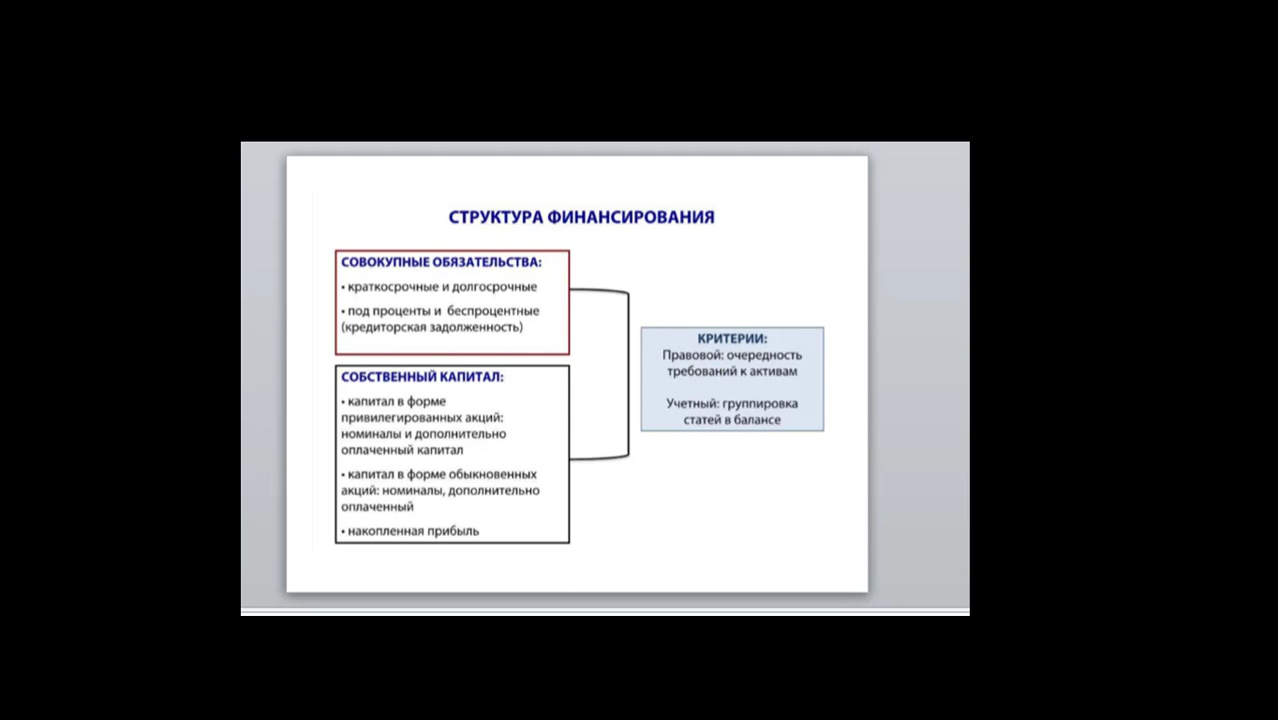 СТРУКТУРА ФИНАНСИРОВАНИЯ
СОВОКУПНЫЕ ОБЯЗАТЕЛЬСТВА:
• краткосрочные и долгосрочные
• под проценты и беспроцентные
(кредиторская задолженность)
СОБСТВЕННЫЙ КАПИТАЛ:
• капитал в форме
привилегированных акций:
номиналы и дополнительно
оплаченный капитал
• капитал в форме обыкновенных
акций: номиналы, дополнительно
оплаченный
• накопленная прибыль
КРИТЕРИИ:
Правовой: очередность
требований к активам
Учетный: группировка
статей в балансе